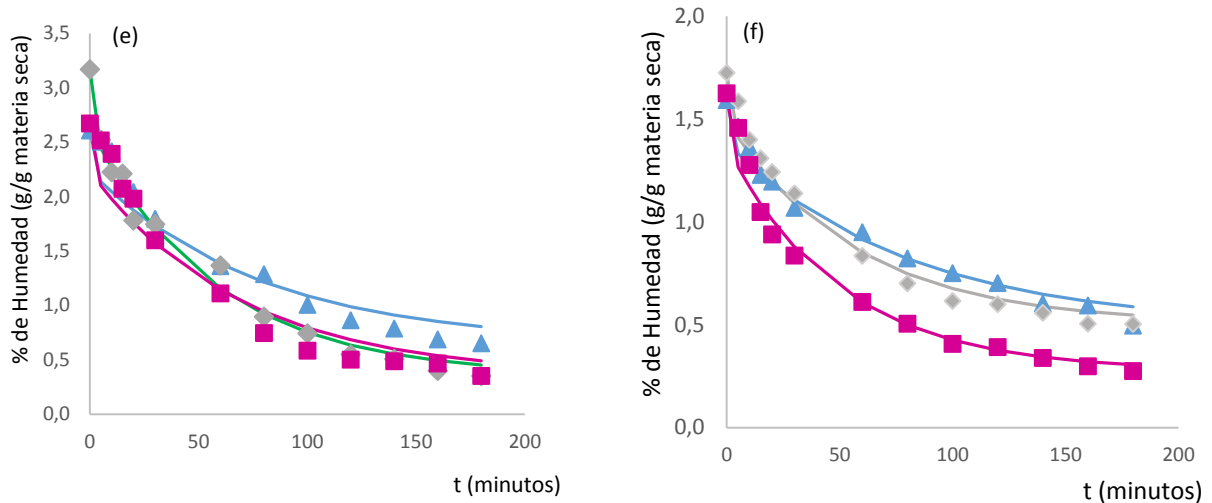 (e)
% de Humedad (g/g materia seca)
3,5
3,0
2,5
2,0
1,5
1,0
0,5
0,0
0 50 100 150 200
t (minutos)
(f)
% de Humedad (g/g materia seca)
2,0
1,5
1,0
0,5
0,0
0 50 100 150 200
t (minutos)